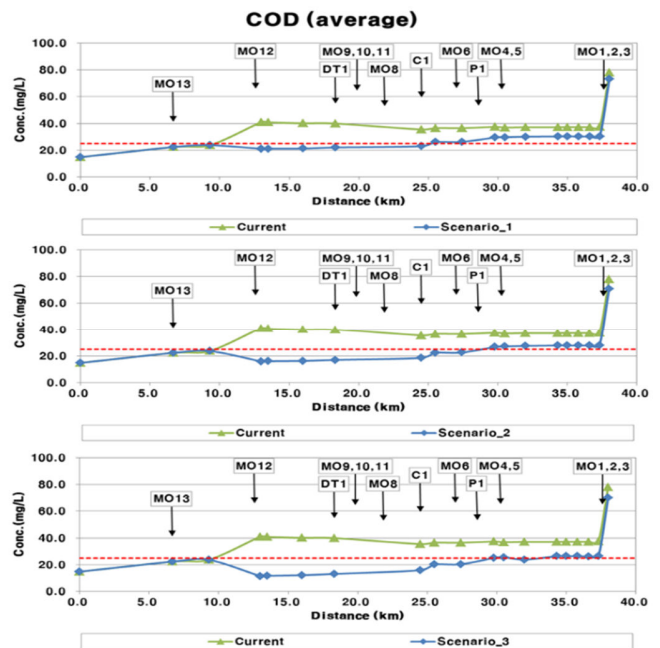 COD (average)
100.0
80.0
60.0
40.0
20.0
0.0
Conc.(mg/L)
MO13
MO12
MO9,10,11
DT1
MO8
C1
MO6
P1
MO4,5
MO1,2,3
0.0 5.0 10.0 15.0 20.0 25.0 30.0 35.0 40.0
Distance (km)
Current Scenario_1
100.0
80.0
60.0
40.0
20.0
0.0
Conc.(mg/L)
MO13
MO12
MO9,10,11
DT1
MO8
C1
MO6
P1
MO4,5
MO1,2,3
0.0 5.0 10.0 15.0 20.0 25.0 30.0 35.0 40.0
Distance (km)
Current Scenario_2
100.0
80.0
60.0
40.0
20.0
0.0
Conc.(mg/L)
MO13
MO12
MO9,10,11
DT1
MO8
C1
MO6
P1
MO4,5
MO1,2,3
0.0 5.0 10.0 15.0 20.0 25.0 30.0 35.0 40.0
Distance (km)
Current Scenario_3